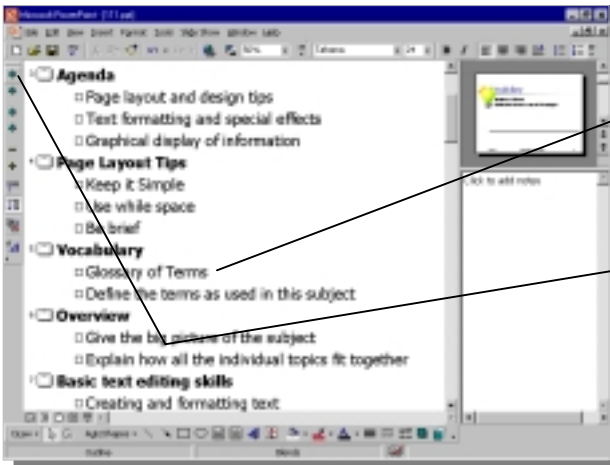 Microsoft PowerPoint
Agenda
Page layout and design tips
Text formatting and special effects
Graphical display of information
Page Layout Tips
Keep it Simple
Use while space
Be brief
Vocabulary
Glossary of Terms
Define the terms as used in this subject
Overview
Give the big picture of the subject
Explain how all the individual topics fit together
Basic text editing skills
Creating and formatting text
Click to add notes
Outline